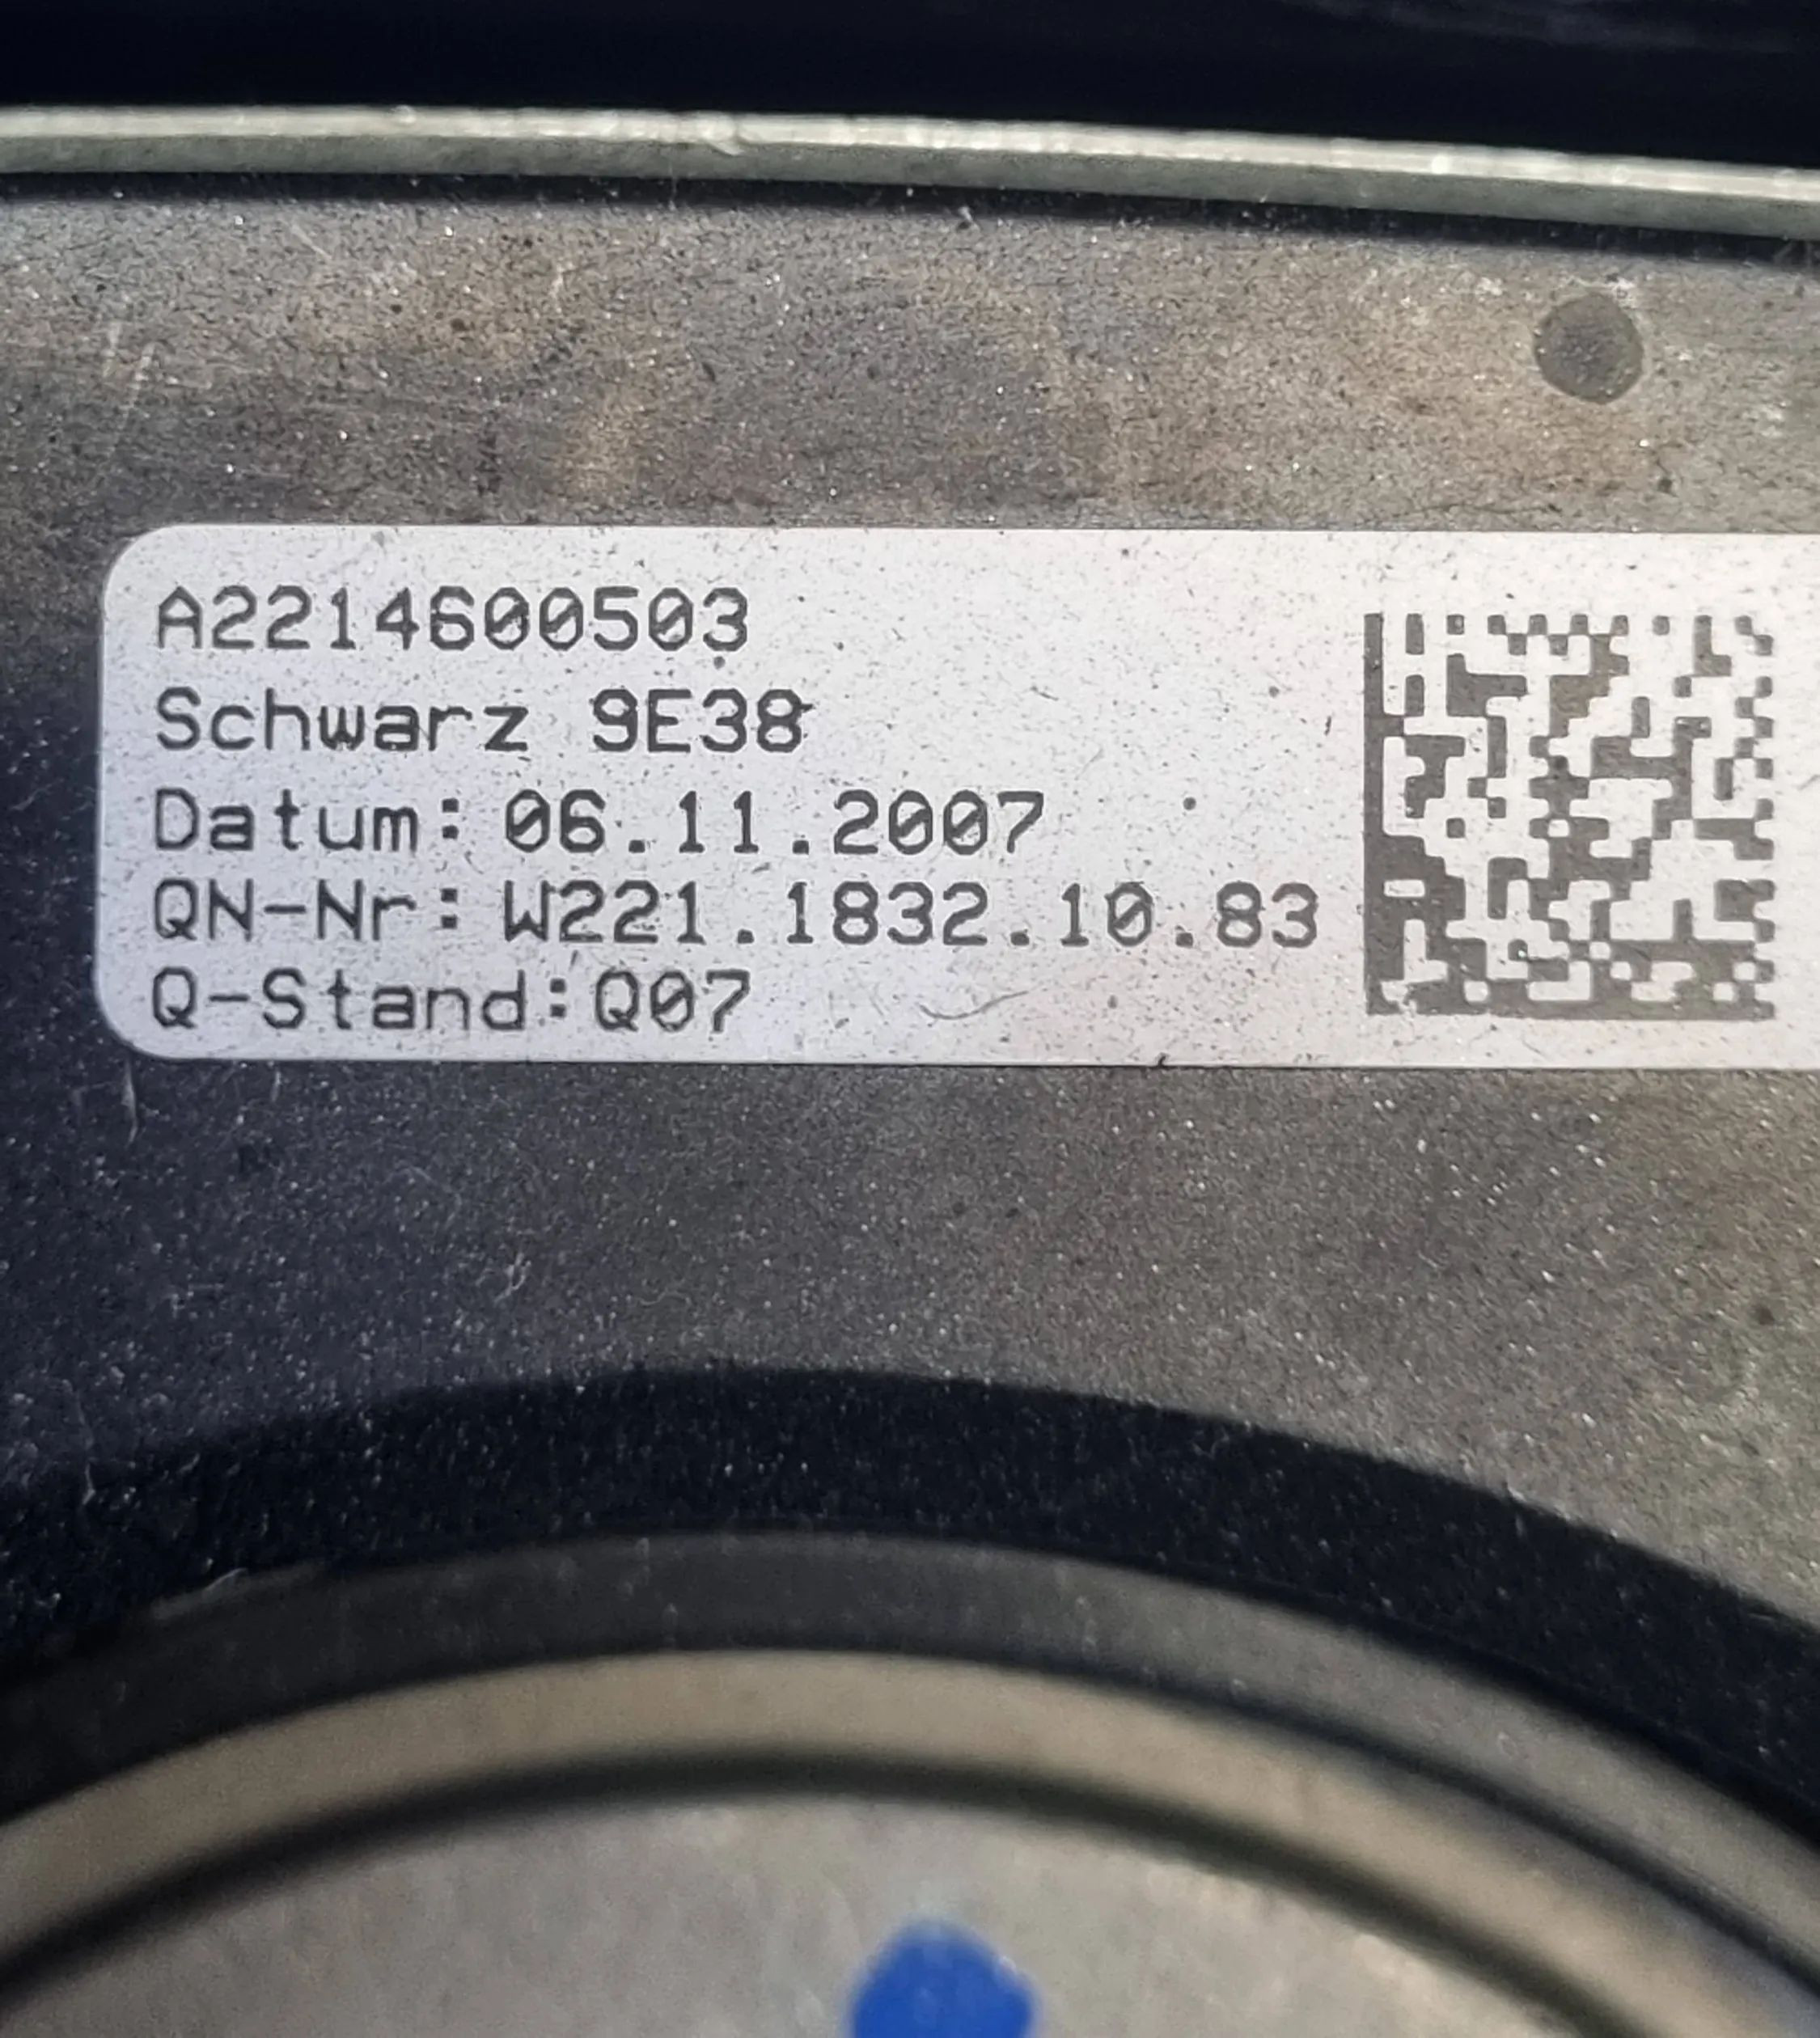 A2214600503
Schwarz 9E38
Datum: 06.11.2007
QN-Nr: W221.1832.10.83
Q-Stand:Q07